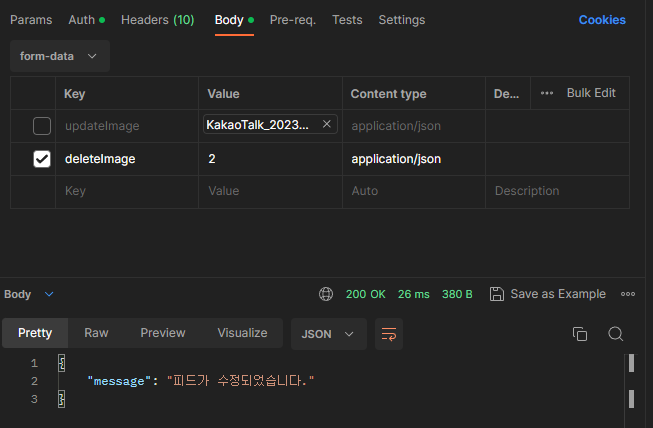 Params Auth Headers (10) Body Pre-req. Tests Settings Cookies
form-data
Key Value Content type De... Bulk Edit
updateImage KakaoTalk_2023... application/json
deleteImage 2 application/json
Key Value Auto Description
Body 200 OK 26 ms 380 B Save as Example
Pretty Raw Preview Visualize JSON
1 {
2 "message": "피드가 수정되었습니다."
3 }